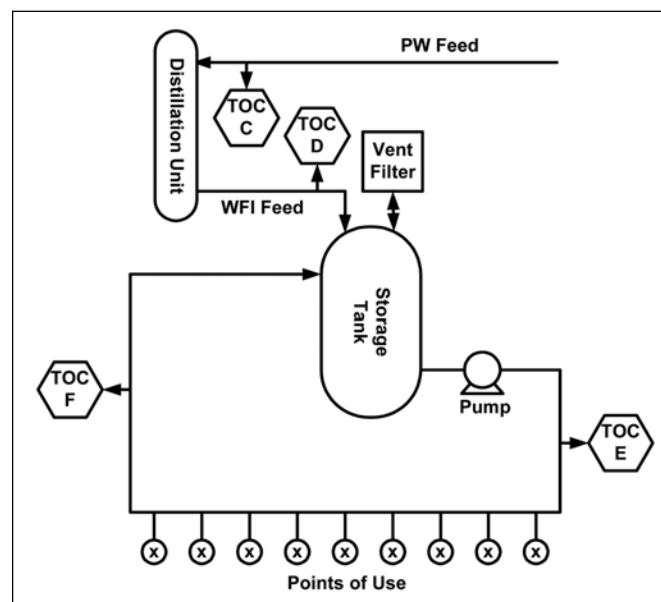 PW Feed
Distillation Unit
TOC
C
TOC
D
Vent
Filter
WFI Feed
Storage
Tank
TOC
F
Pump
TOC
E
x x x x x x x x x
Points of Use